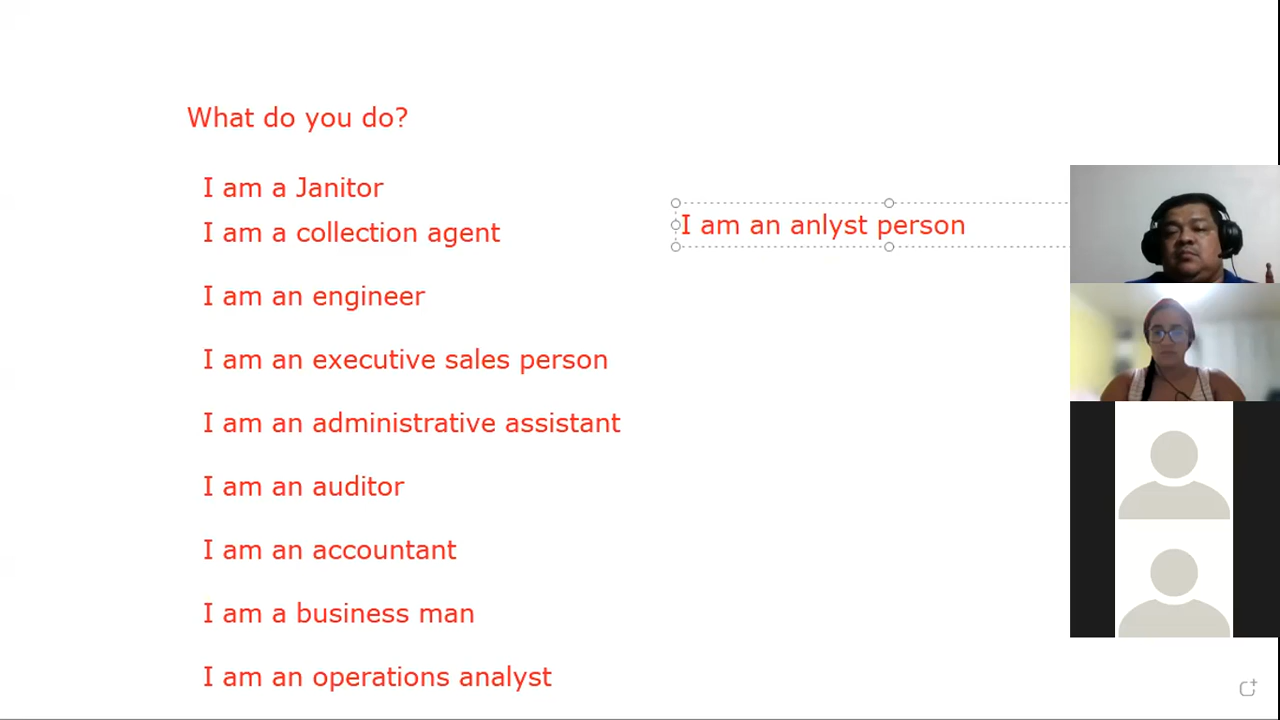 What do you do?
I am a Janitor
I am a collection agent
I am an engineer
I am an executive sales person
I am an administrative assistant
I am an auditor
I am an accountant
I am a business man
I am an operations analyst
I am an anlyst person